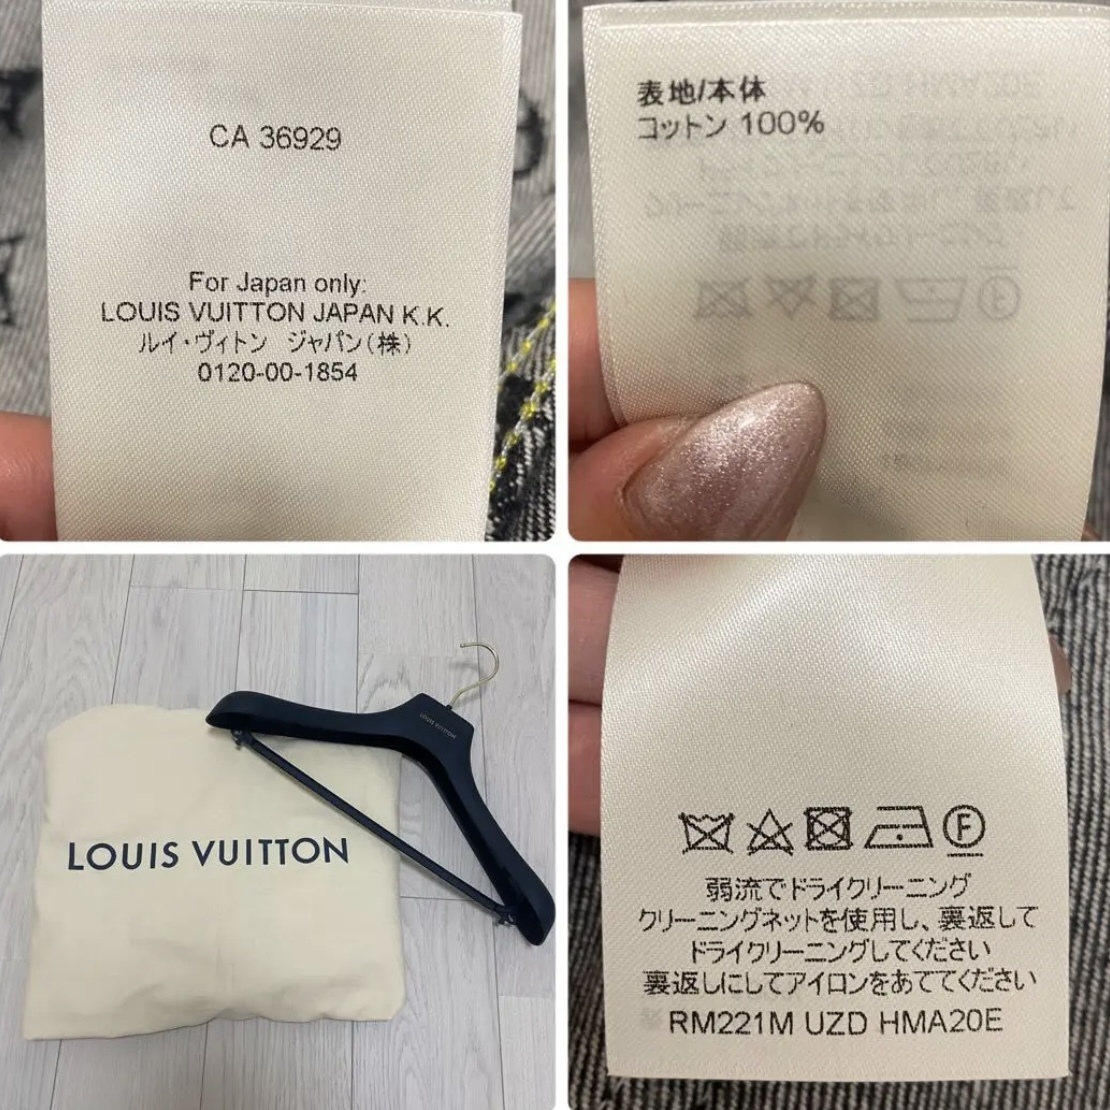 CA 36929
For Japan only:
LOUIS VUITTON JAPAN K.K.
ルイ・ヴィトン ジャパン(株)
0120-00-1854
表地/本体
コットン 100%
LOUIS VUITTON
LOUIS VUITTON
F
弱流でドライクリーニング
クリーニングネットを使用し、裏返して
ドライクリーニングしてください
裏返しにしてアイロンをあててください
RM221M UZD HMA20E